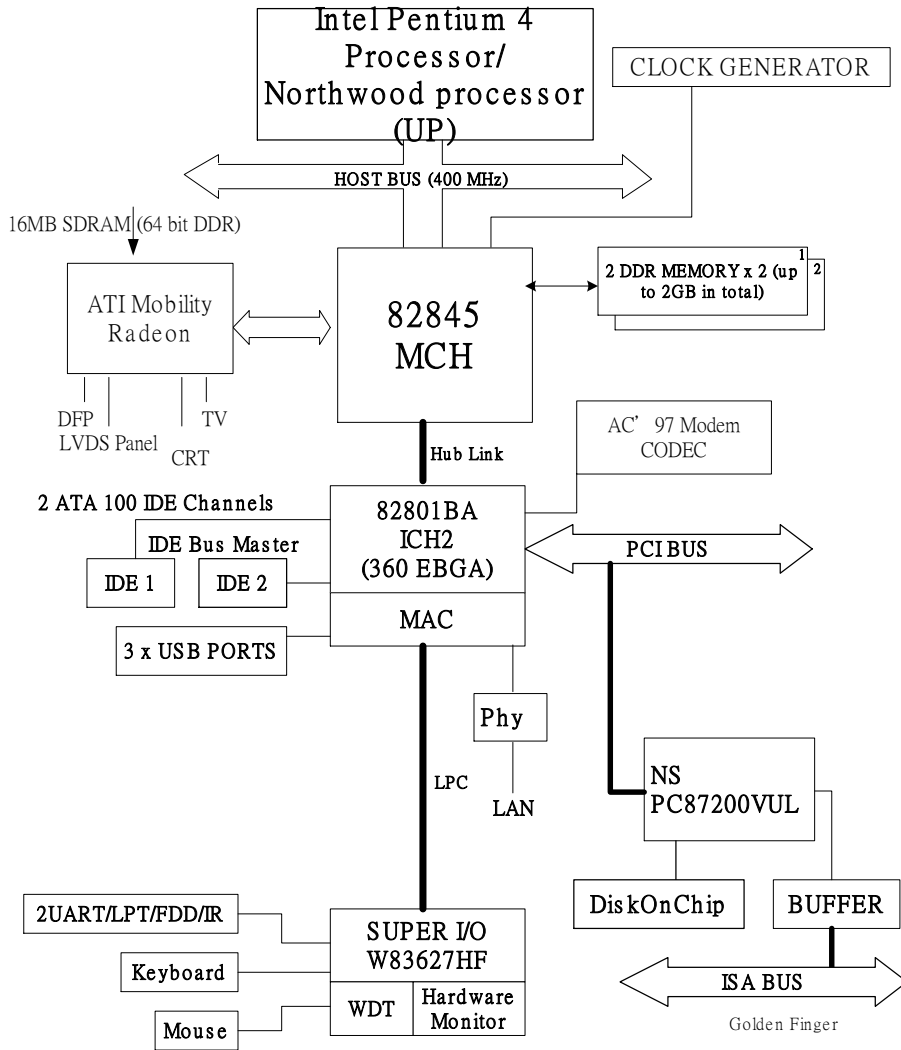 Intel Pentium 4
Processor/
Northwood processor
(UP)
CLOCK GENERATOR
HOST BUS (400 MHz)
16MB SDRAM (64 bit DDR)
ATI Mobility
Radeon
82845
MCH
2 DDR MEMORY x 2 (up
to 2GB in total)
1
2
DFP
LVDS Panel
CRT
TV
Hub Link
AC’ 97 Modem
CODEC
2 ATA 100 IDE Channels
IDE Bus Master
IDE 1
IDE 2
82801BA
ICH2
(360 EBGA)
MAC
PCI BUS
3 x USB PORTS
Phy
LAN
LPC
NS
PC87200VUL
DiskOnChip
BUFFER
2UART/LPT/FDD/IR
Keyboard
Mouse
SUPER I/O
W83627HF
WDT
Hardware
Monitor
ISA BUS
Golden Finger